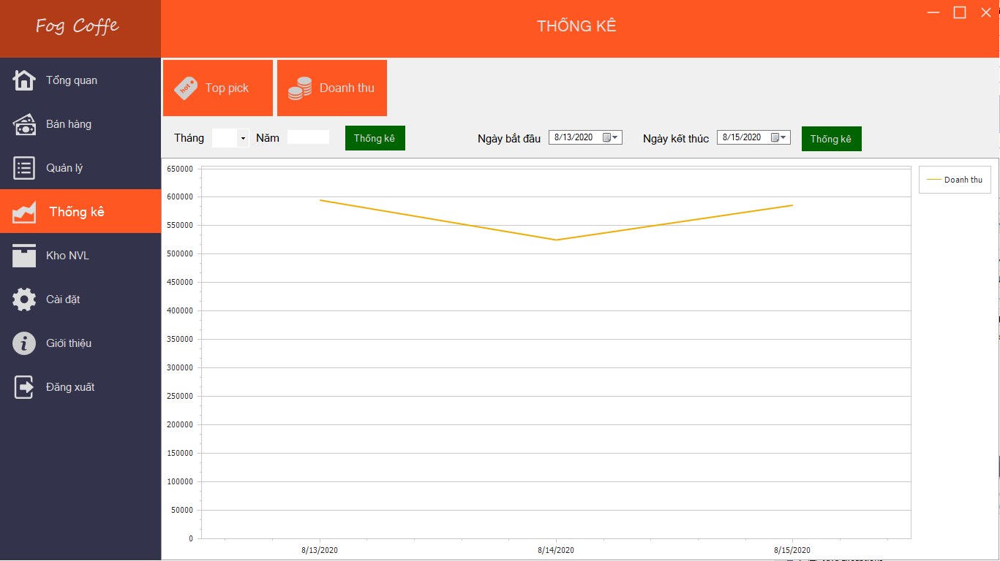 Fog Coffe
THỐNG KÊ
Tổng quan
Bán hàng
Quản lý
Thống kê
Kho NVL
Cài đặt
Giới thiệu
Đăng xuất
hot Top pick
Doanh thu
Tháng Năm Thống kê Ngày bắt đầu 8/13/2020 Ngày kết thúc 8/15/2020 Thống kê
650000
600000
550000
500000
450000
400000
350000
300000
250000
200000
150000
100000
50000
0
8/13/2020 8/14/2020 8/15/2020
Doanh thu